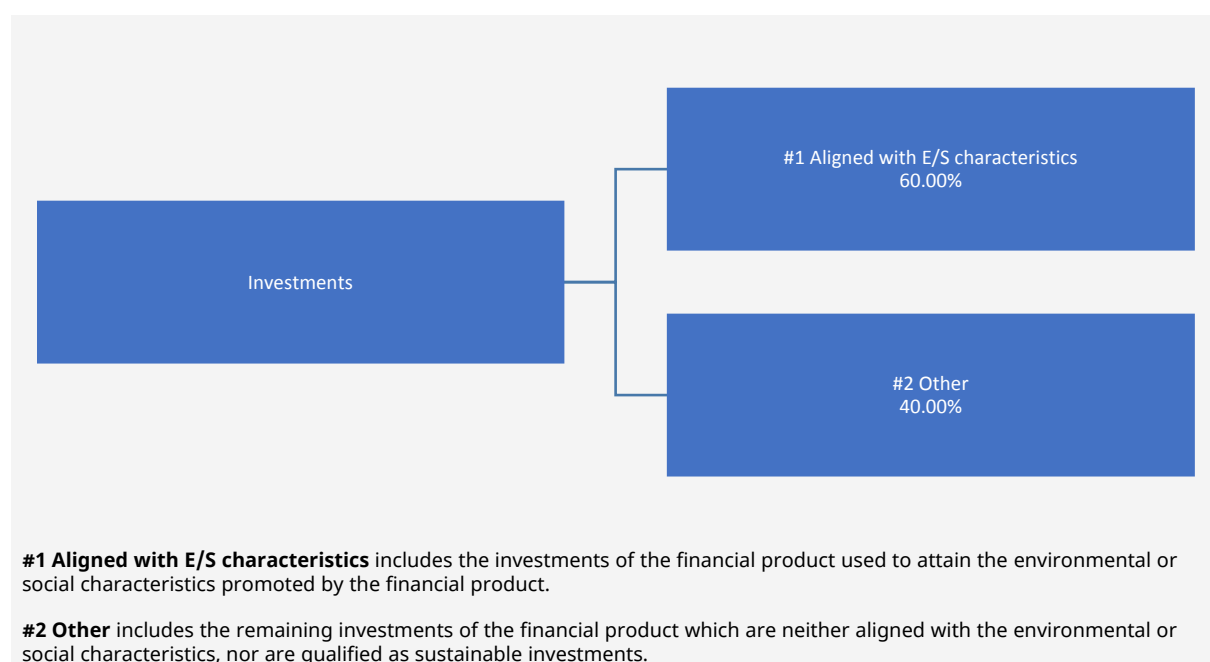 #1 Aligned with E/S characteristics
60.00%
Investments
#2 Other
40.00%
#1 Aligned with E/S characteristics includes the investments of the financial product used to attain the environmental or
social characteristics promoted by the financial product.
#2 Other includes the remaining investments of the financial product which are neither aligned with the environmental or
social characteristics, nor are qualified as sustainable investments.